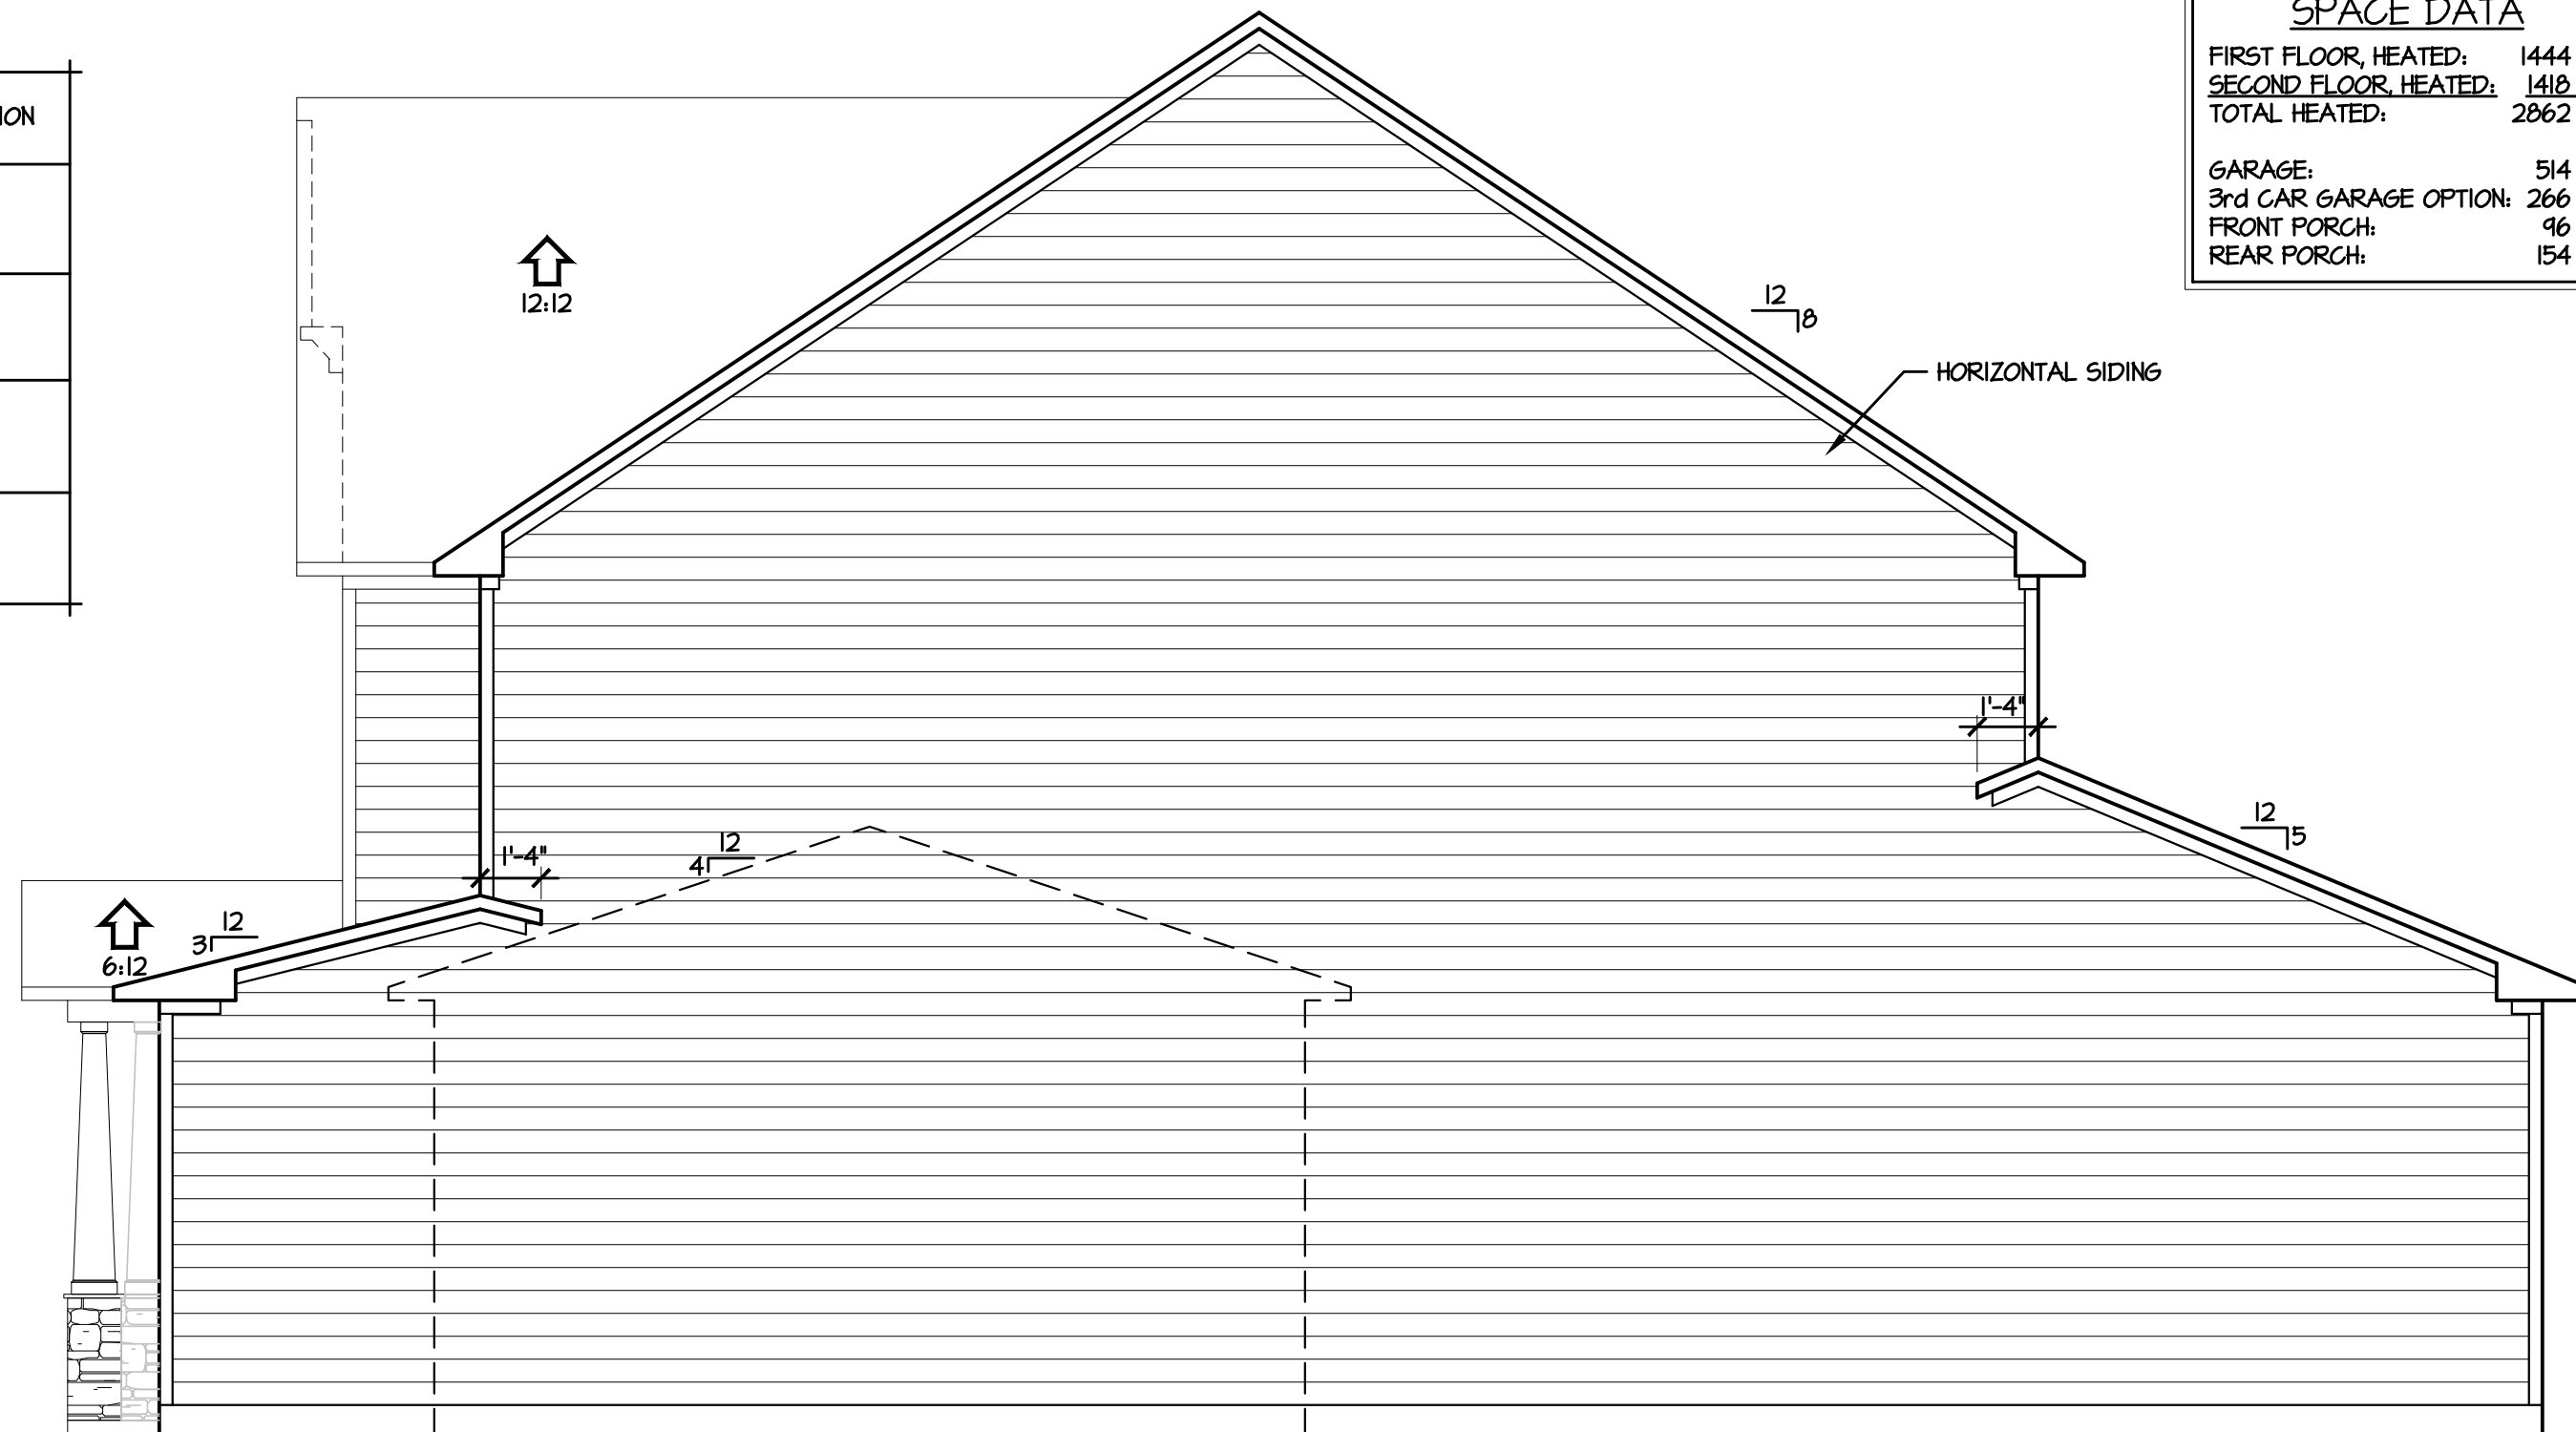 SPACE DATA
FIRST FLOOR, HEATED: 1444
SECOND FLOOR, HEATED: 1418
TOTAL HEATED: 2862
GARAGE: 514
3rd CAR GARAGE OPTION: 266
FRONT PORCH: 96
REAR PORCH: 154
ION
12:12
12
8
HORIZONTAL SIDING
1'-4"
12
5
1'-4"
12
4
12
3
6:12